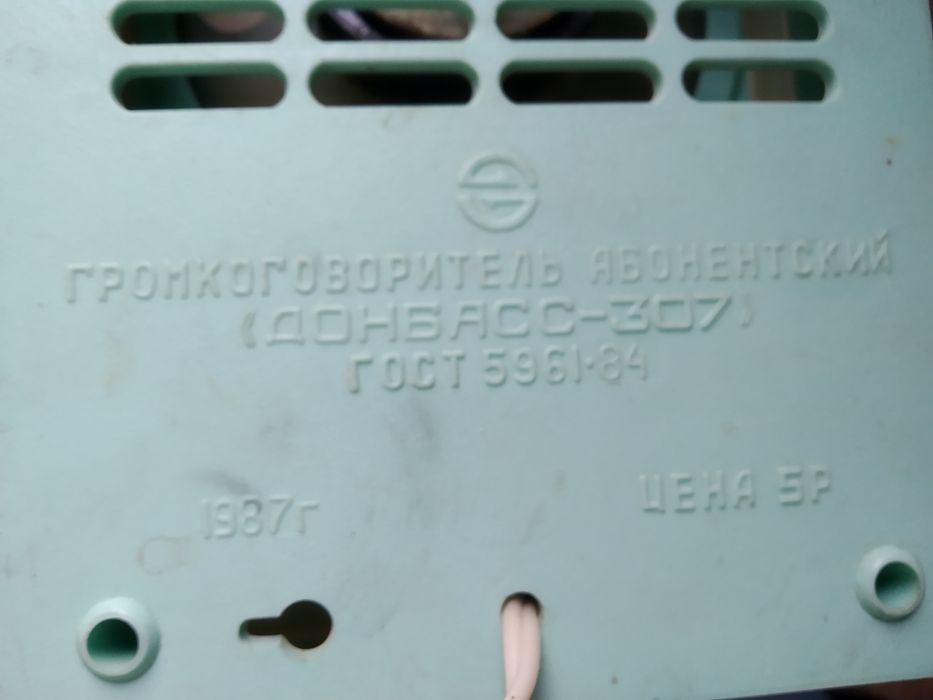 ГРОМКОГОВОРИТЕЛЬ АБОНЕНТСКИЙ
«ДОНБАСС-307»
ГОСТ 5961·84
1987г
ЦЕНА 5Р